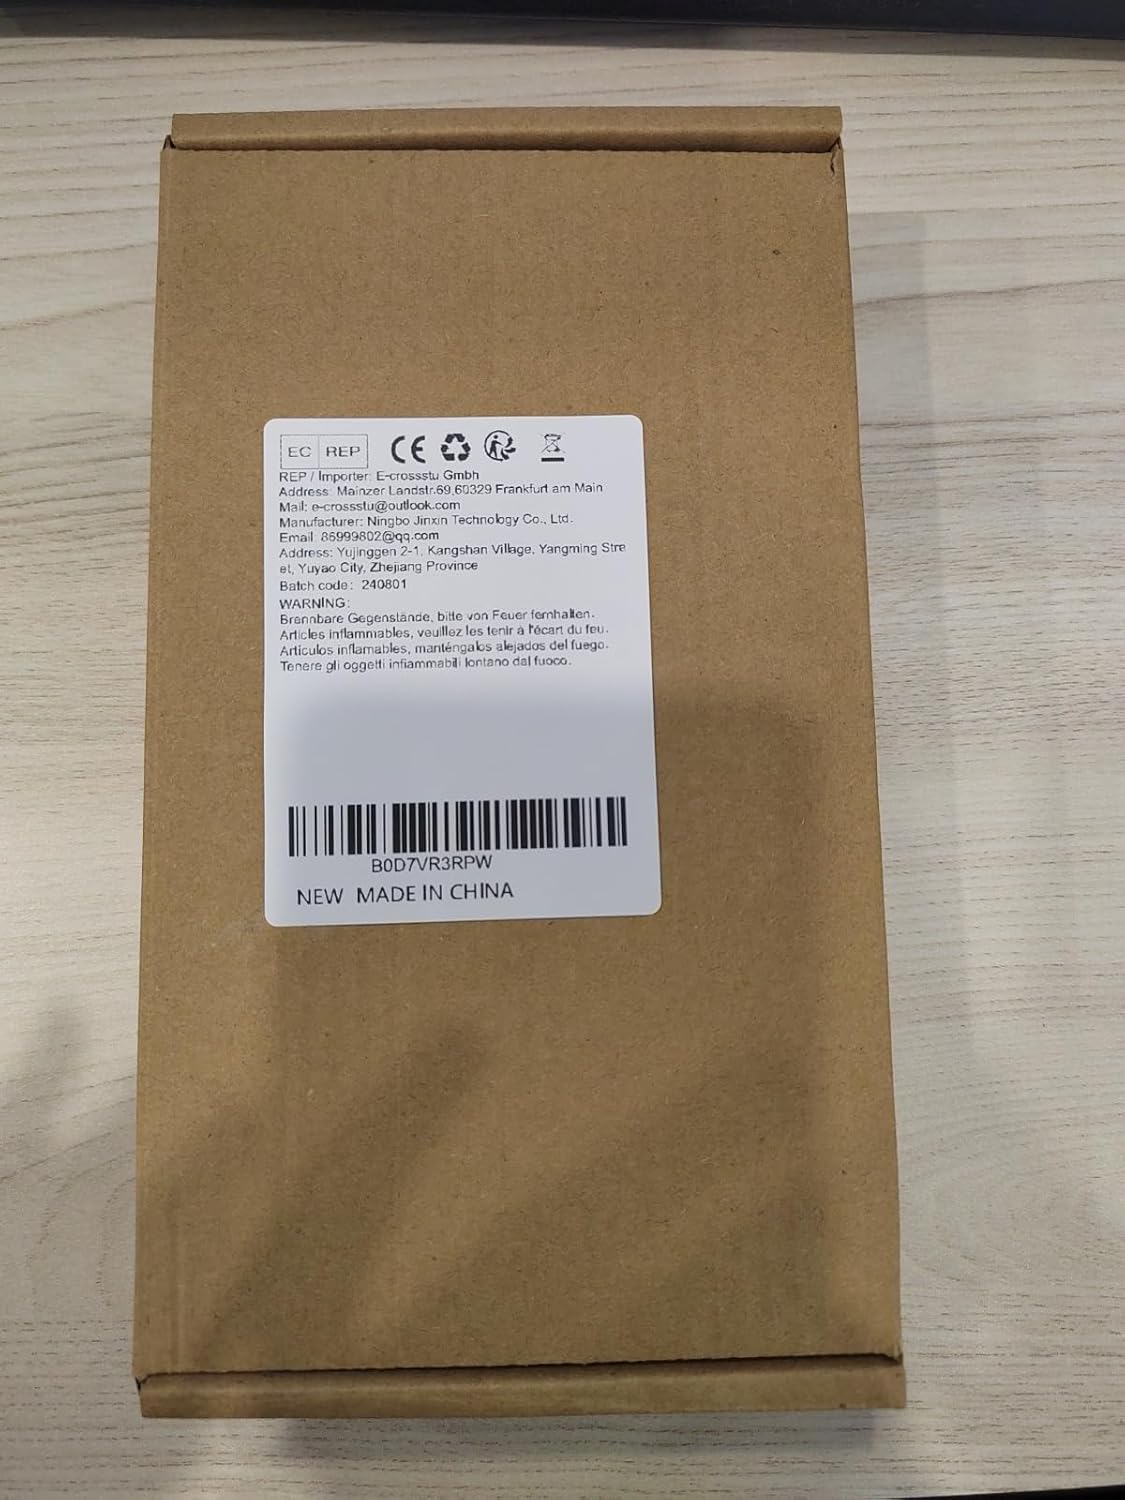 EC REP
REP / Importer: E-crossstu Gmbh
Address: Mainzer Landstr.69,60329 Frankfurt am Main
Mail: e-crossstu@outlook.com
Manufacturer: Ningbo Jinxin Technology Co., Ltd.
Email: 86999802@qq.com
Address: Yujinggen 2-1, Kangshan Village, Yangming Stre
et, Yuyao City, Zhejiang Province
Batch code: 240801
WARNING:
Brennbare Gegenstände, bitte von Feuer fernhalten.
Articles inflammables, veuillez les tenir à l'écart du feu.
Artículos inflamables, manténgalos alejados del fuego.
Tenere gli oggetti infiammabili lontano dal fuoco.
B0D7VR3RPW
NEW MADE IN CHINA